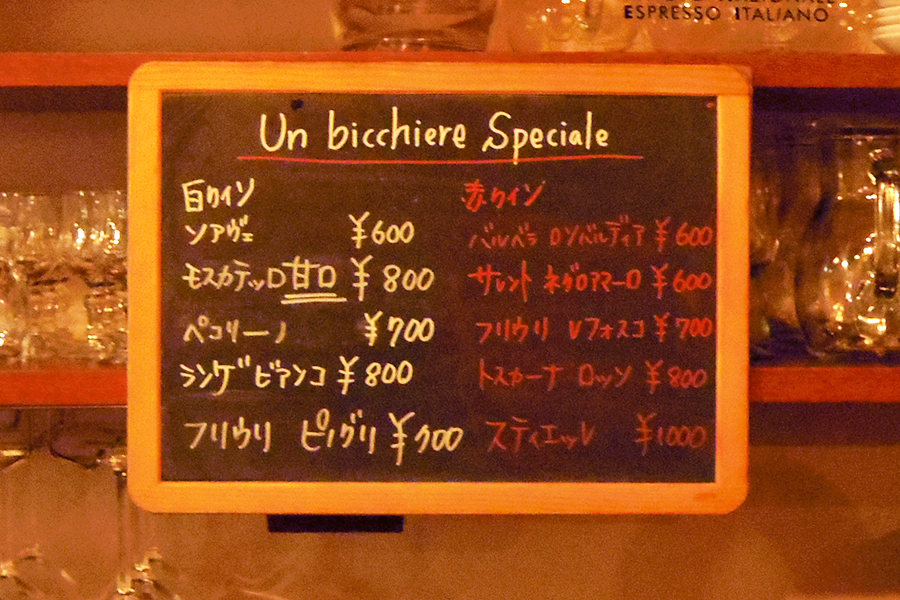 ESPRESSO ITALIANO
Un bicchiere Speciale
白ワイン
ソアヴェ ¥600
モスカテッロ甘口 ¥800
ペコリーノ ¥700
ランゲ ビアンコ ¥800
フリウリ ピノグリ ¥900
赤ワイン
バルベラ ロンバルディア ¥600
サレント ネグロアマーロ ¥600
フリウリ レフォスコ ¥700
トスカーナ ロッソ ¥800
スティエッレ ¥1000